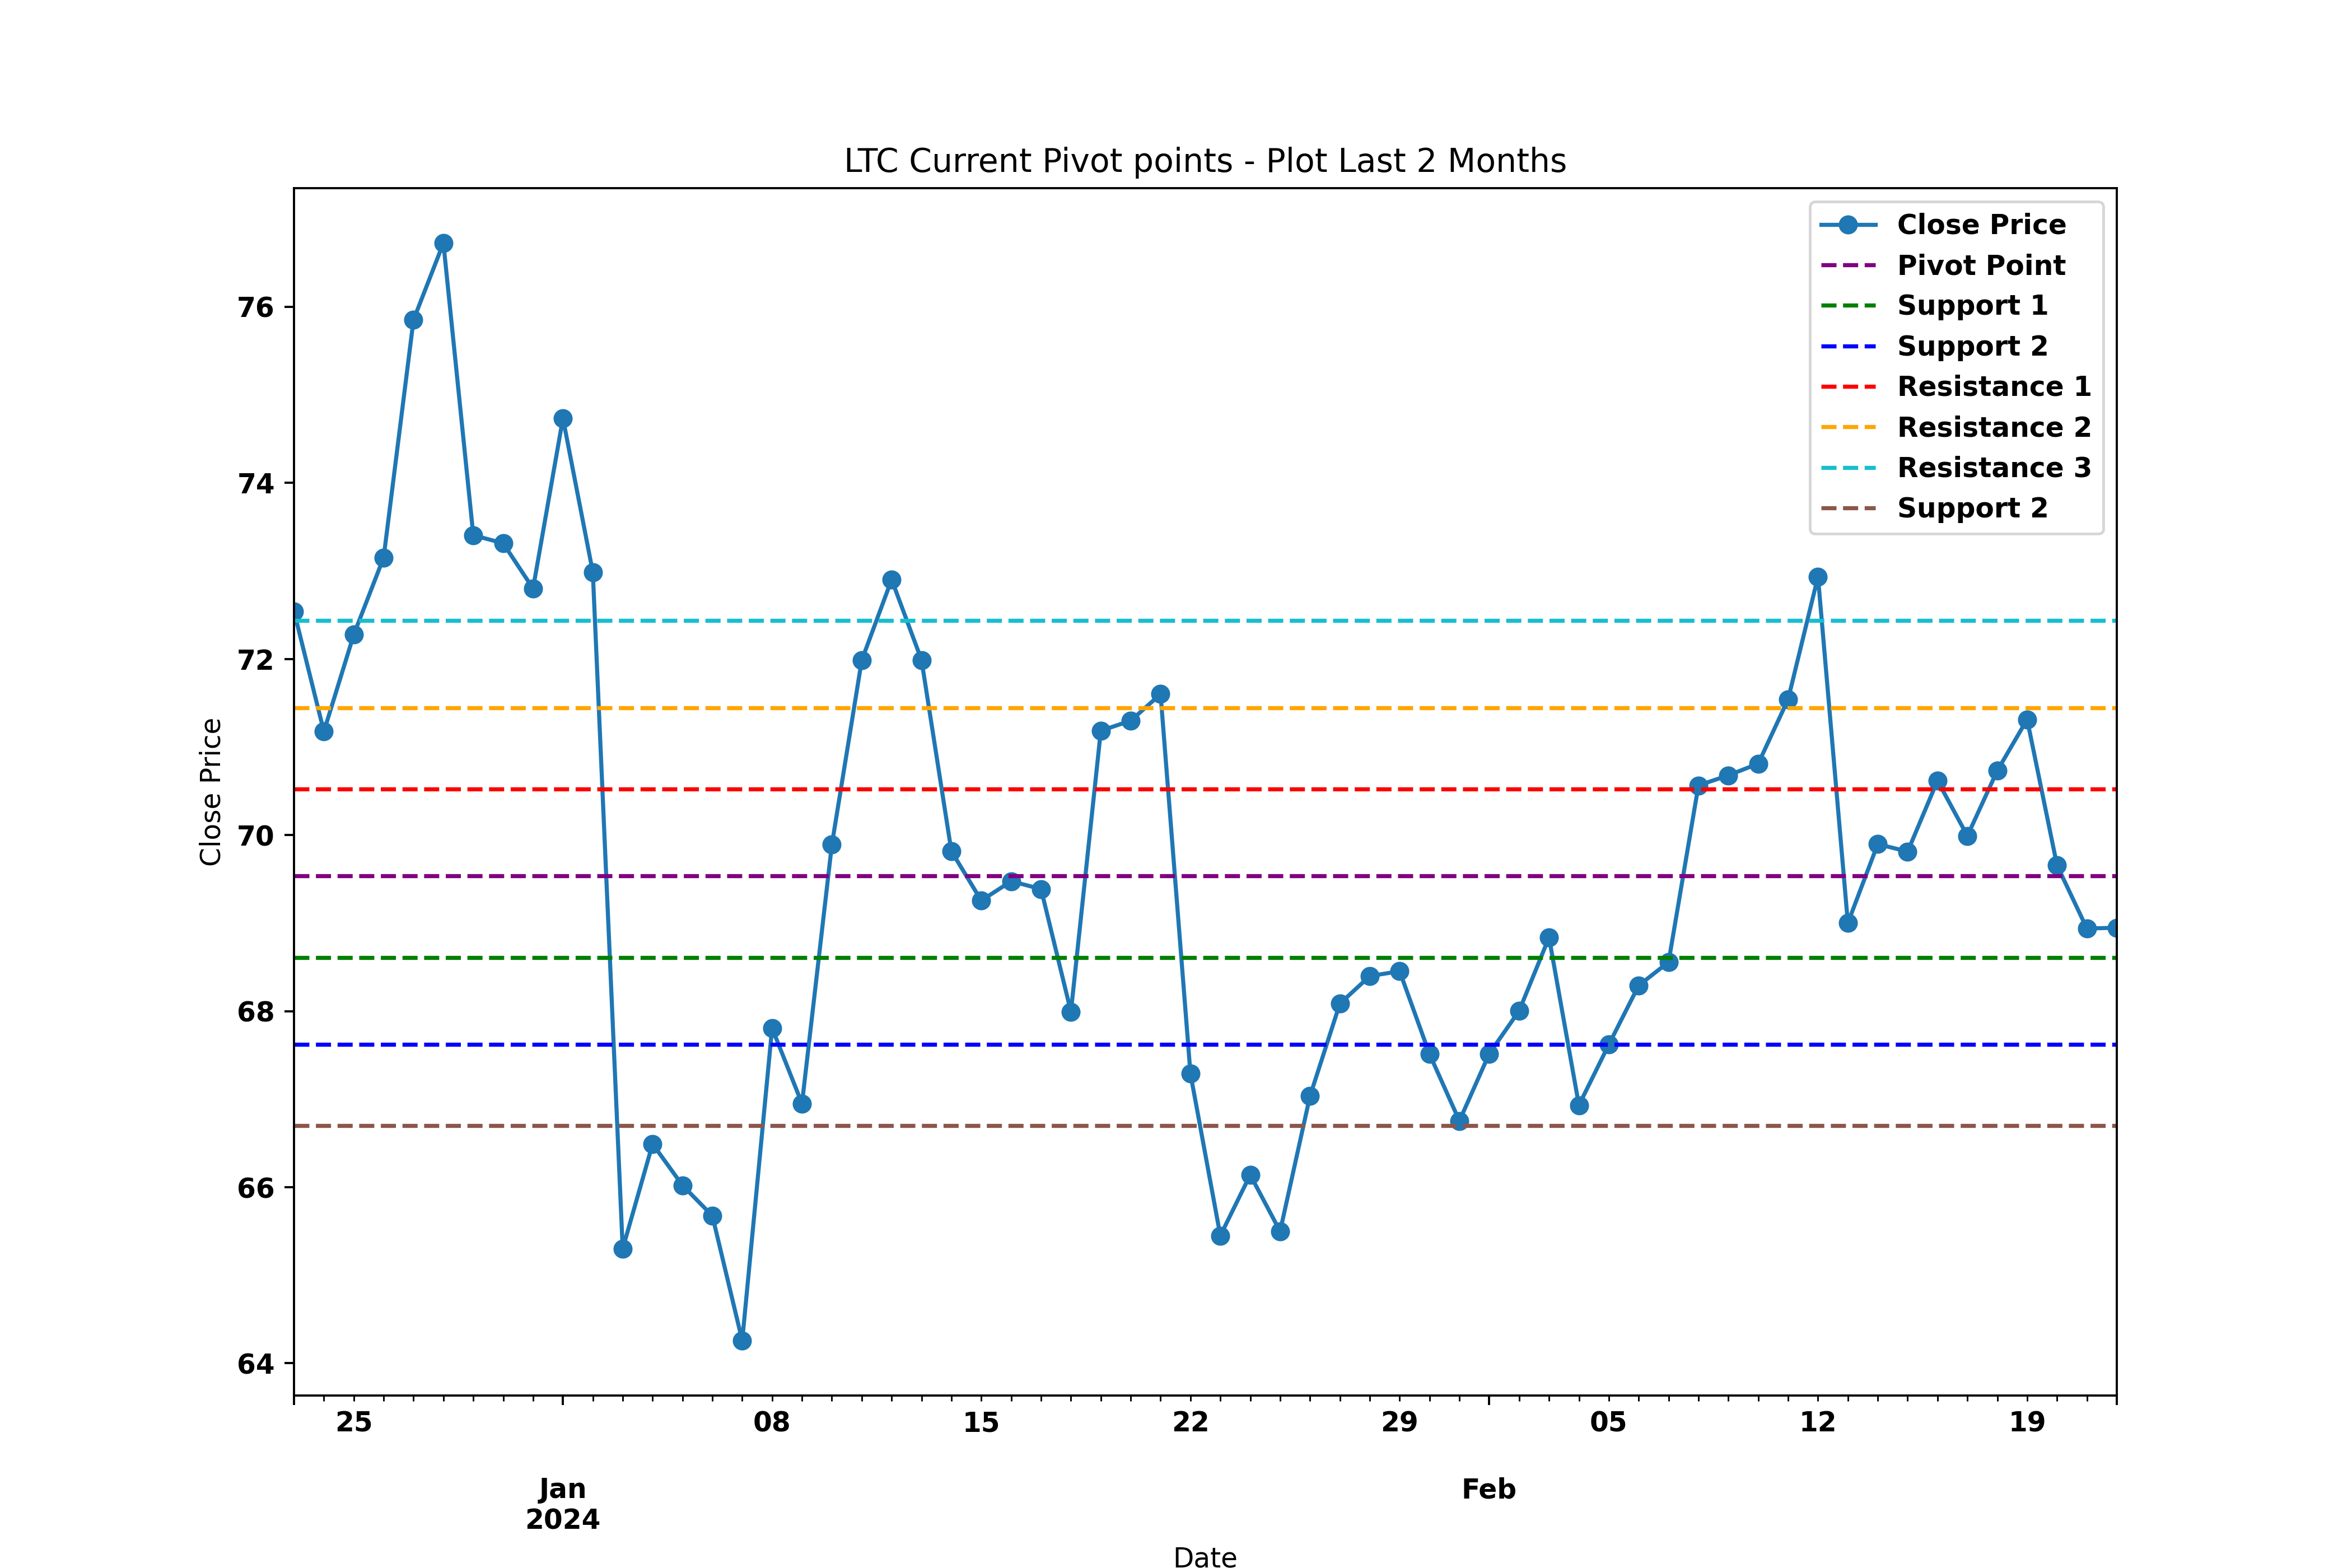 LTC Current Pivot points - Plot Last 2 Months
Close Price
Pivot Point
Support 1
Support 2
Resistance 1
Resistance 2
Resistance 3
Support 2
76
74
72
70
68
66
64
Close Price
25
08
15
22
29
05
12
19
Jan
Feb
2024
Date